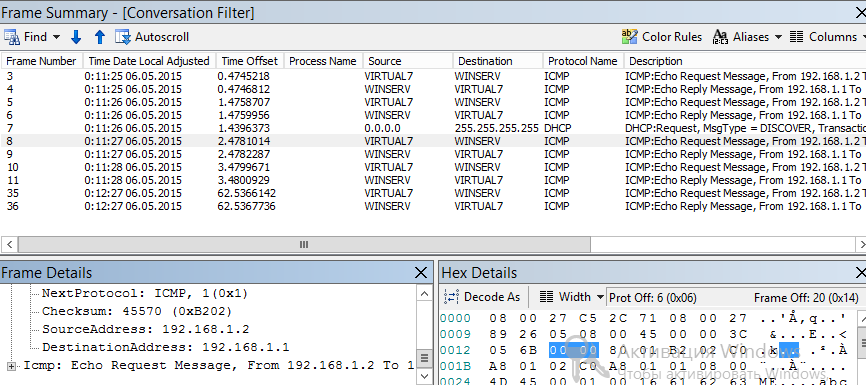 Frame Summary - [Conversation Filter]
Find Autoscroll Color Rules Aliases Columns
Frame Number Time Date Local Adjusted Time Offset Process Name Source Destination Protocol Name Description
3 0:11:25 06.05.2015 0.4745218 VIRTUAL7 WINSERV ICMP ICMP:Echo Request Message, From 192.168.1.2 T
4 0:11:25 06.05.2015 0.4746812 WINSERV VIRTUAL7 ICMP ICMP:Echo Reply Message, From 192.168.1.1 To
5 0:11:26 06.05.2015 1.4758707 VIRTUAL7 WINSERV ICMP ICMP:Echo Request Message, From 192.168.1.2 T
6 0:11:26 06.05.2015 1.4759956 WINSERV VIRTUAL7 ICMP ICMP:Echo Reply Message, From 192.168.1.1 To
7 0:11:26 06.05.2015 1.4396373 0.0.0.0 255.255.255.255 DHCP DHCP:Request, MsgType = DISCOVER, Transactio
8 0:11:27 06.05.2015 2.4781014 VIRTUAL7 WINSERV ICMP ICMP:Echo Request Message, From 192.168.1.2 T
9 0:11:27 06.05.2015 2.4782287 WINSERV VIRTUAL7 ICMP ICMP:Echo Reply Message, From 192.168.1.1 To
10 0:11:28 06.05.2015 3.4799671 VIRTUAL7 WINSERV ICMP ICMP:Echo Request Message, From 192.168.1.2 T
11 0:11:28 06.05.2015 3.4800929 WINSERV VIRTUAL7 ICMP ICMP:Echo Reply Message, From 192.168.1.1 To
35 0:12:27 06.05.2015 62.5366142 WINSERV VIRTUAL7 ICMP ICMP:Echo Request Message, From 192.168.1.1 T
36 0:12:27 06.05.2015 62.5367736 VIRTUAL7 WINSERV ICMP ICMP:Echo Reply Message, From 192.168.1.2 To
Frame Details
NextProtocol: ICMP, 1(0x1)
Checksum: 45570 (0xB202)
SourceAddress: 192.168.1.2
DestinationAddress: 192.168.1.1
Icmp: Echo Request Message, From 192.168.1.2 To 1
Hex Details
Decode As Width Prot Off: 6 (0x06) Frame Off: 20 (0x14)
0000 08 00 27 C5 2C 71 08 00 27 ..'Å,q..'
0009 89 26 05 08 00 45 00 00 3C &...E..<
0012 05 6B 00 00 80 01 B2 02 C0
001B A8 01 02 C0 A8 01 01 08 00
0024 4D 45 00 01 00 16 61 62 63 ME....abc
Активация Windows
Чтобы активировать Windows